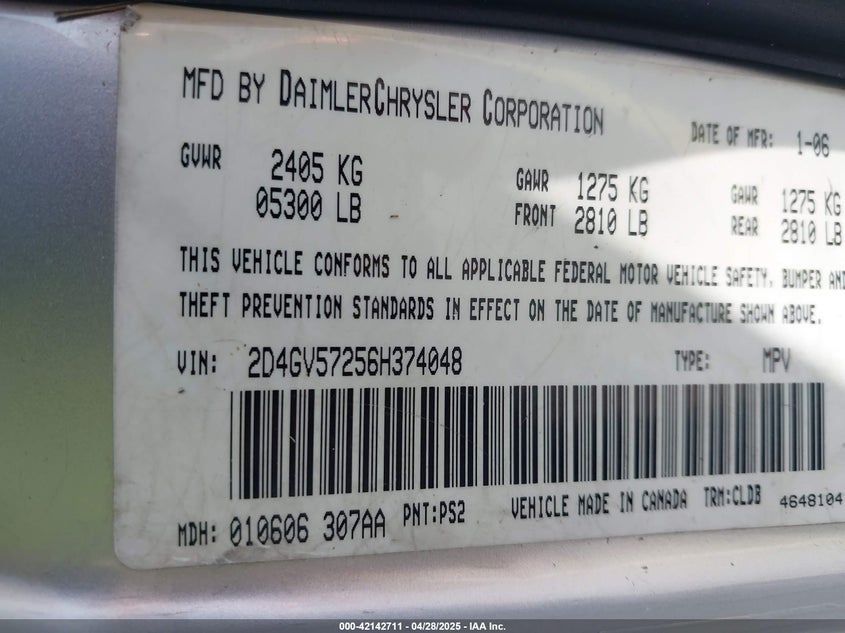 MFD BY DAIMLERCHRYSLER CORPORATION
DATE OF MFR: 1-06
GVWR 2405 KG
05300 LB
GAWR 1275 KG
FRONT 2810 LB
GAWR 1275 KG
REAR 2810 LB
THIS VEHICLE CONFORMS TO ALL APPLICABLE FEDERAL MOTOR VEHICLE SAFETY, BUMPER AND
THEFT PREVENTION STANDARDS IN EFFECT ON THE DATE OF MANUFACTURE SHOWN ABOVE.
VIN: 2D4GV57256H374048 TYPE: MPV
MDH: 010606 307AA PNT:PS2 VEHICLE MADE IN CANADA TRM:CLDB 4648104
000-42142711 - 04/28/2025 - IAA Inc.